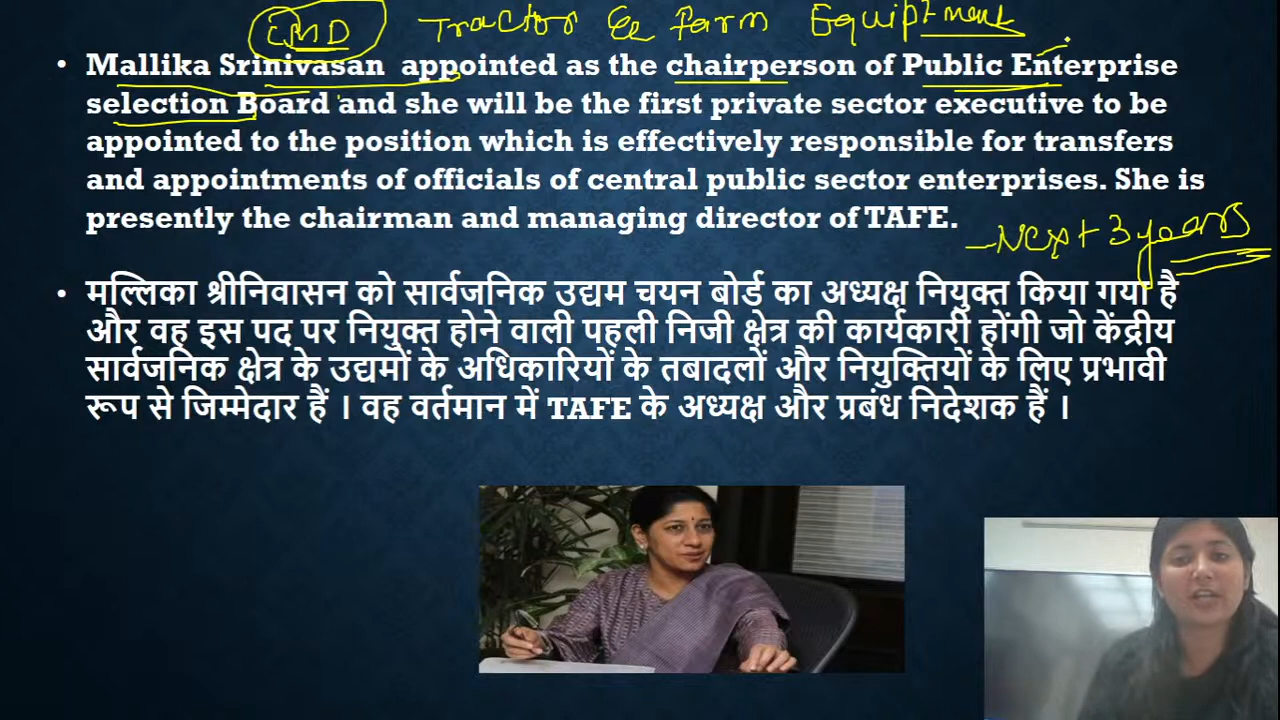 CMD Tractor & Farm Equiptment
Mallika Srinivasan appointed as the chairperson of Public Enterprise
selection Board and she will be the first private sector executive to be
appointed to the position which is effectively responsible for transfers
and appointments of officials of central public sector enterprises. She is
presently the chairman and managing director of TAFE.
- Next 3 years
मल्लिका श्रीनिवासन को सार्वजनिक उद्यम चयन बोर्ड का अध्यक्ष नियुक्त किया गया है
और वह इस पद पर नियुक्त होने वाली पहली निजी क्षेत्र की कार्यकारी होंगी जो केंद्रीय
सार्वजनिक क्षेत्र के उद्यमों के अधिकारियों के तबादलों और नियुक्तियों के लिए प्रभावी
रूप से जिम्मेदार हैं । वह वर्तमान में TAFE के अध्यक्ष और प्रबंध निदेशक हैं ।